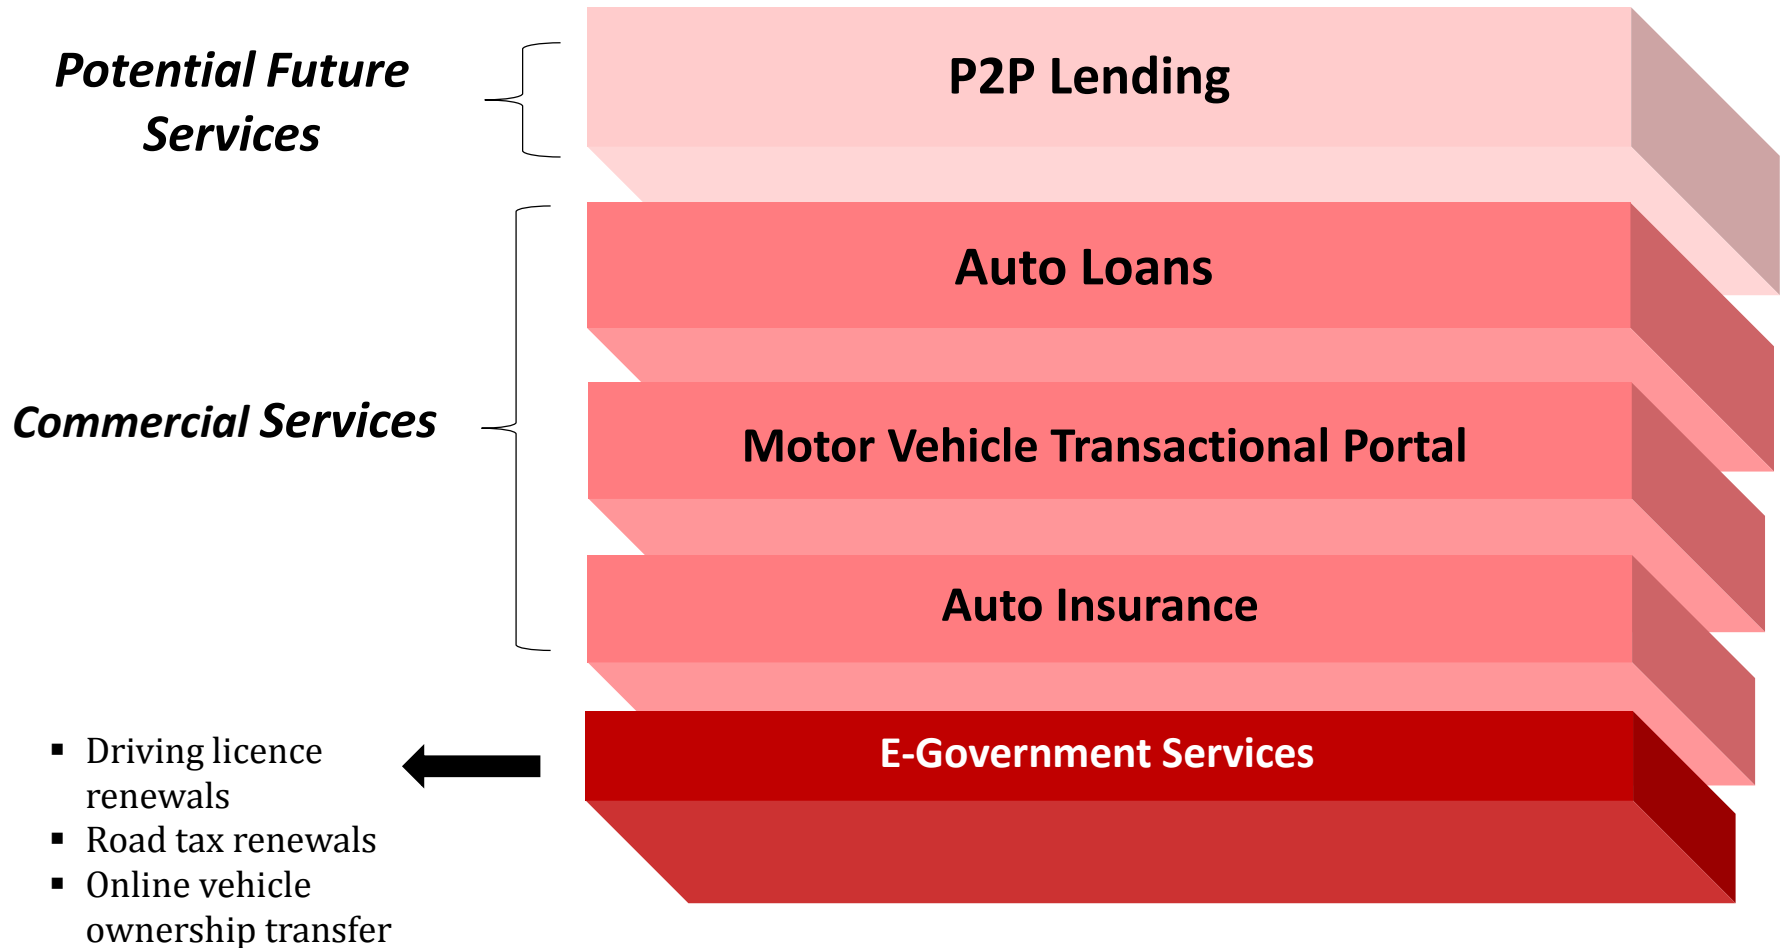 Potential Future
Services
P2P Lending
Auto Loans
Commercial Services
Motor Vehicle Transactional Portal
Auto Insurance
E-Government Services
▪ Driving licence
renewals
▪ Road tax renewals
▪ Online vehicle
ownership transfer